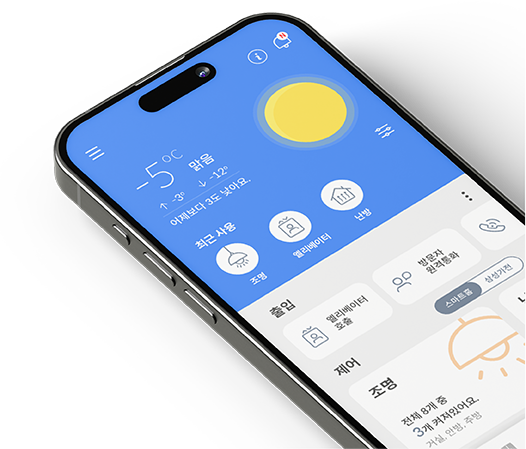 -5°C 맑음
↑ -3° ↓ -12°
어제보다 3도 낮아요.
최근 사용
조명
엘리베이터
난방
출입
엘리베이터
호출
방문자
원격통화
제어
스마트홈
삼성가전
조명
전체 8개 중
3개 켜져있어요.
거실, 안방, 주방